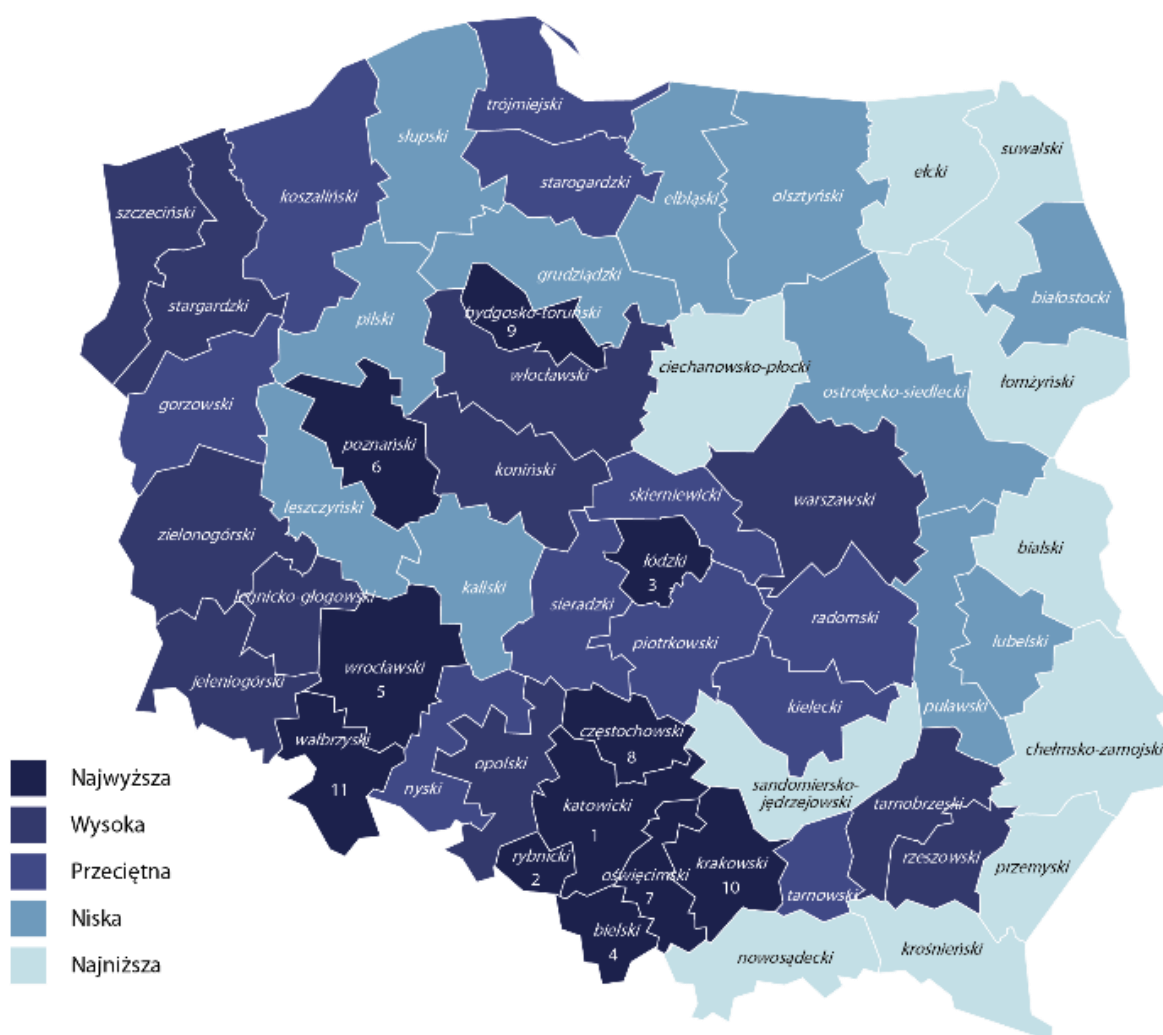 trójmiejski
słupski
suwalski
ełcki
starogardzki
koszaliński
elbląski
olsztyński
szczeciński
grudziądzki
białostocki
stargardzki
bydgosko-toruński
9
pilski
ciechanowsko-płocki
włocławski
łomżyński
ostrołęcko-siedlecki
gorzowski
poznański
6
koniński
skierniewicki
warszawski
leszczyński
zielonogórski
łódzki
3
bialski
kaliski
legnicko głogowski
sieradzki
radomski
piotrkowski
lubelski
wrocławski
5
jeleniogórski
kielecki
puławski
wałbrzyski
11
częstochowski
8
chełmsko-zamojski
opolski
nyski
sandomiersko-
jędrzejowski
katowicki
1
tarnobrzeski
rybnicki
2
oświęcimski
7
krakowski
10
rzeszowski
przemyski
tarnowski
bielski
4
nowosądecki
krośnieński
Najwyższa
Wysoka
Przeciętna
Niska
Najniższa